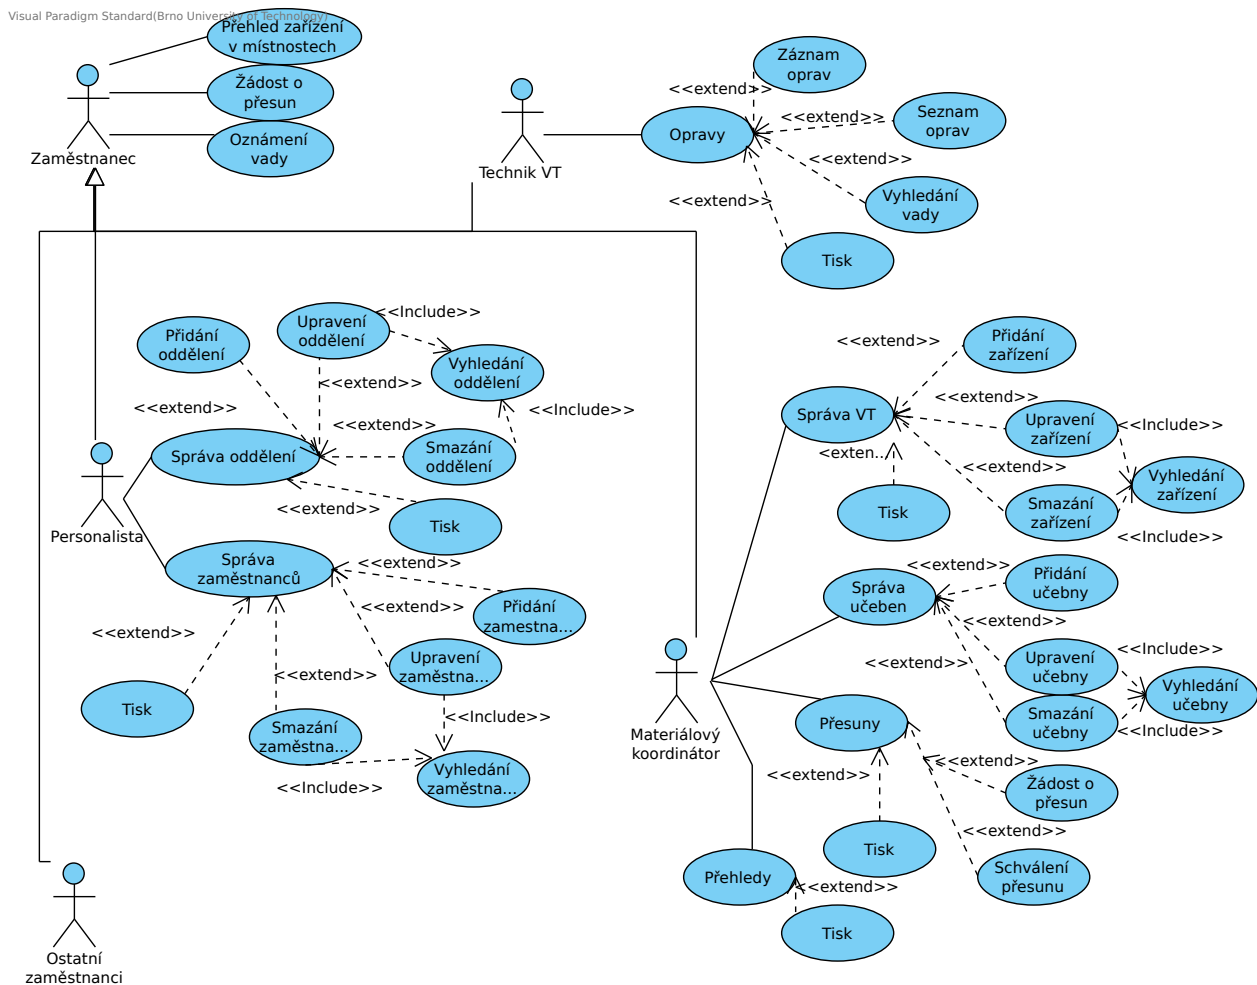 Visual Paradigm Standard(Brno University of Technology)
Přehled zařízení
v místnostech
Žádost o
přesun
Oznámení
vady
Zaměstnanec
Technik VT
Opravy
Záznam
oprav
<<extend>>
Seznam
oprav
<<extend>>
<<extend>>
Vyhledání
vady
<<extend>>
Tisk
Přidání
oddělení
Upravení
oddělení
<<Include>>
Vyhledání
oddělení
<<extend>>
<<extend>>
<<Include>>
<<extend>>
Správa oddělení
Smazání
oddělení
<<extend>>
Tisk
Personalista
Správa
zaměstnanců
<<extend>>
<<extend>>
Přidání
zamestna...
<<extend>>
Upravení
zaměstna...
<<extend>>
Tisk
Smazání
zaměstna...
<<Include>>
<<Include>>
Vyhledání
zaměstna...
Ostatní
zaměstnanci
Přidání
zařízení
<<extend>>
Správa VT
<<extend>>
Upravení
zařízení
<<Include>>
<exten...
<<extend>>
Vyhledání
zařízení
Tisk
Smazání
zařízení
<<Include>>
<<extend>>
Přidání
učebny
Správa
učeben
<<extend>>
<<extend>>
Upravení
učebny
<<Include>>
Vyhledání
učebny
Smazání
učebny
<<Include>>
Materiálový
koordinátor
Přesuny
<<extend>>
<<extend>>
Žádost o
přesun
<<extend>>
Tisk
Schválení
přesunu
Přehledy
<<extend>>
Tisk